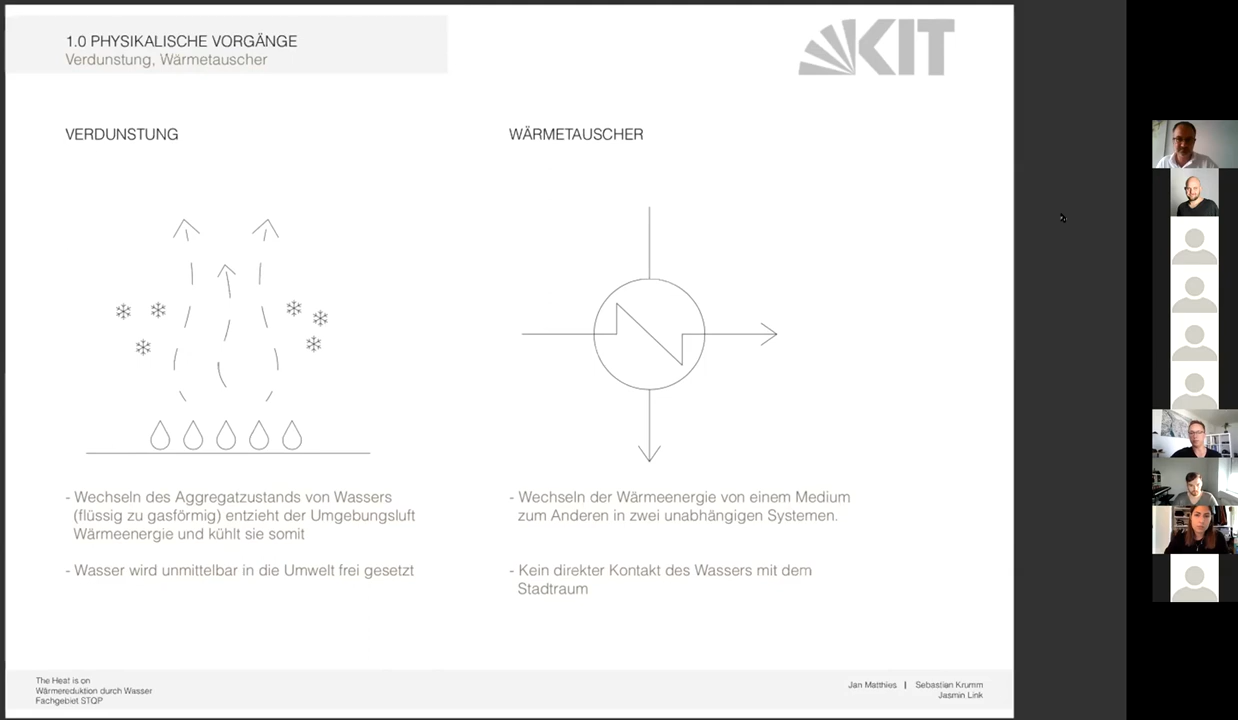 1.0 PHYSIKALISCHE VORGÄNGE
Verdunstung, Wärmetauscher
KIT
VERDUNSTUNG
- Wechseln des Aggregatzustands von Wassers
(flüssig zu gasförmig) entzieht der Umgebungsluft
Wärmeenergie und kühlt sie somit
- Wasser wird unmittelbar in die Umwelt frei gesetzt
WÄRMETAUSCHER
- Wechseln der Wärmeenergie von einem Medium
zum Anderen in zwei unabhängigen Systemen.
- Kein direkter Kontakt des Wassers mit dem
Stadtraum
The Heat is on
Wärmereduktion durch Wasser
Fachgebiet STQP
Jan Matthies | Sebastian Krumm
Jasmin Link